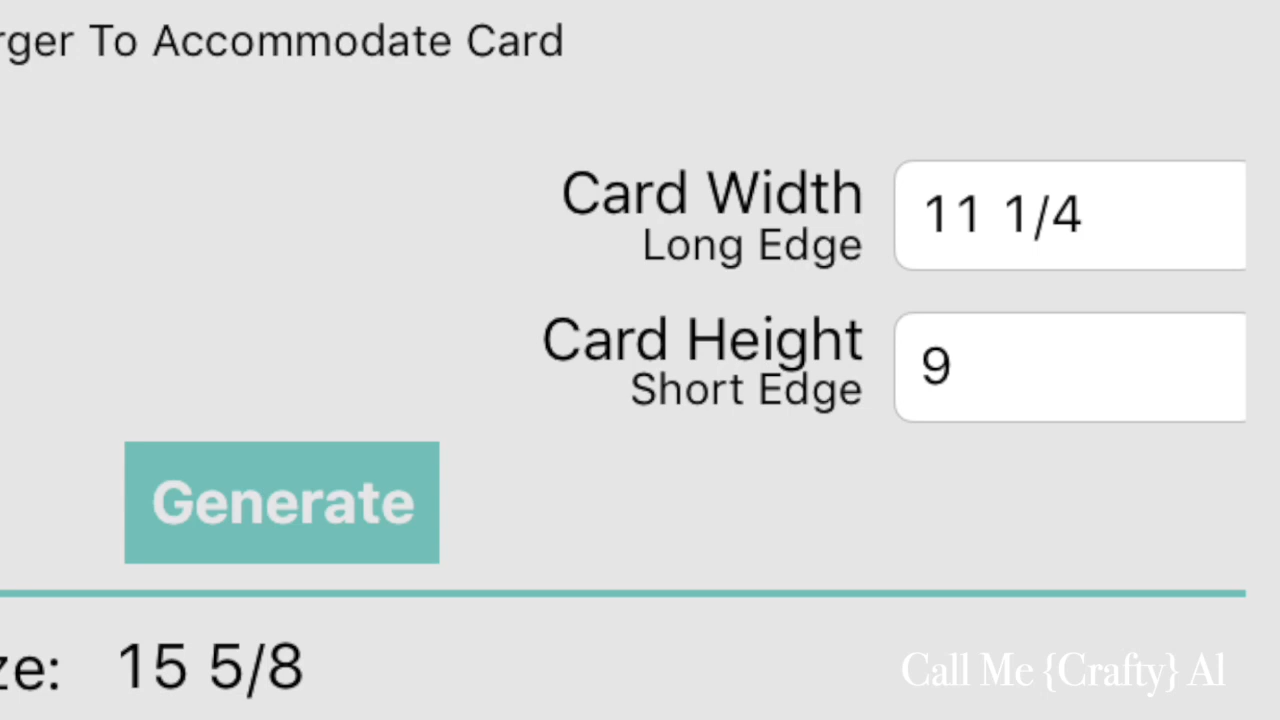 rger To Accommodate Card
Card Width
Long Edge
11 1/4
Card Height
Short Edge
9
Generate
ze: 15 5/8
Call Me {Crafty} Al